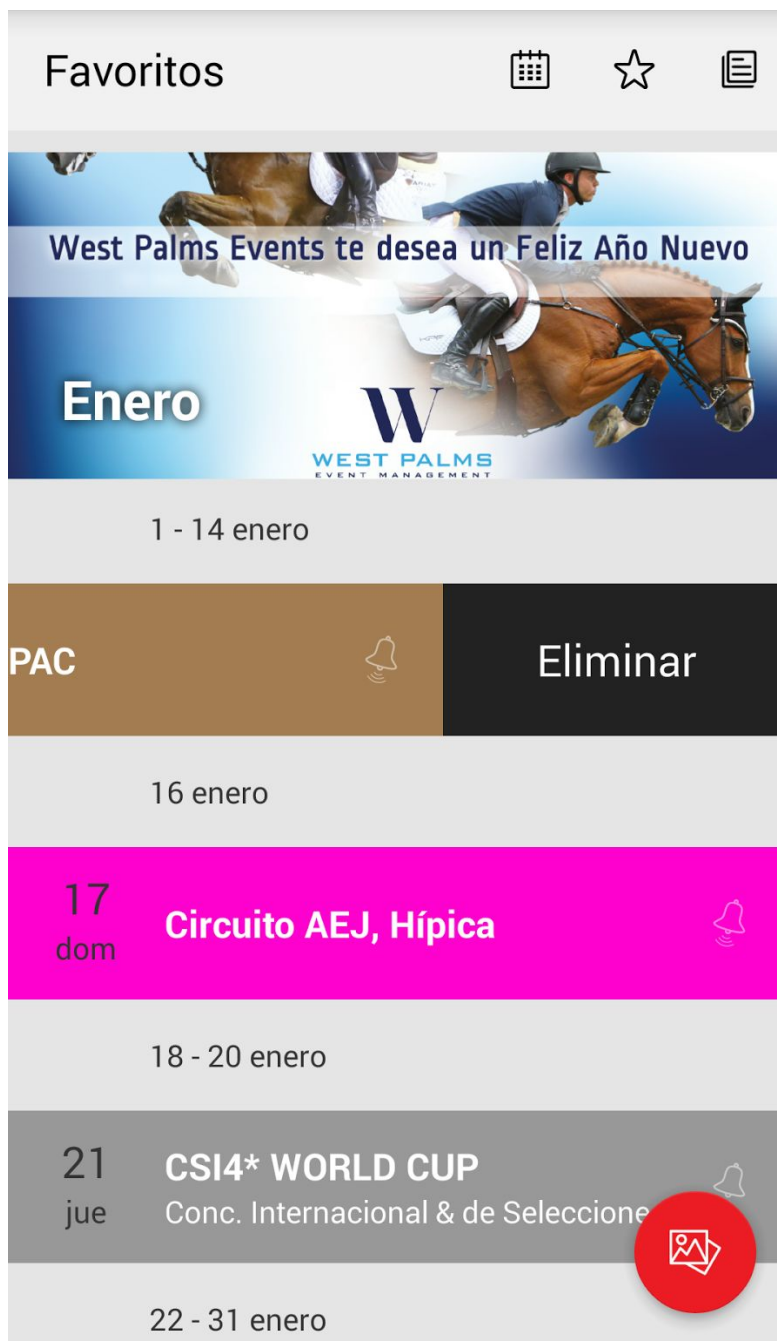 Favoritos
West Palms Events te desea un Feliz Año Nuevo
Enero
W
WEST PALMS
EVENT MANAGEMENT
1 - 14 enero
PAC
Eliminar
16 enero
17
dom
Circuito AEJ, Hípica
18 - 20 enero
21
jue
CSI4* WORLD CUP
Conc. Internacional & de Seleccione
22 - 31 enero